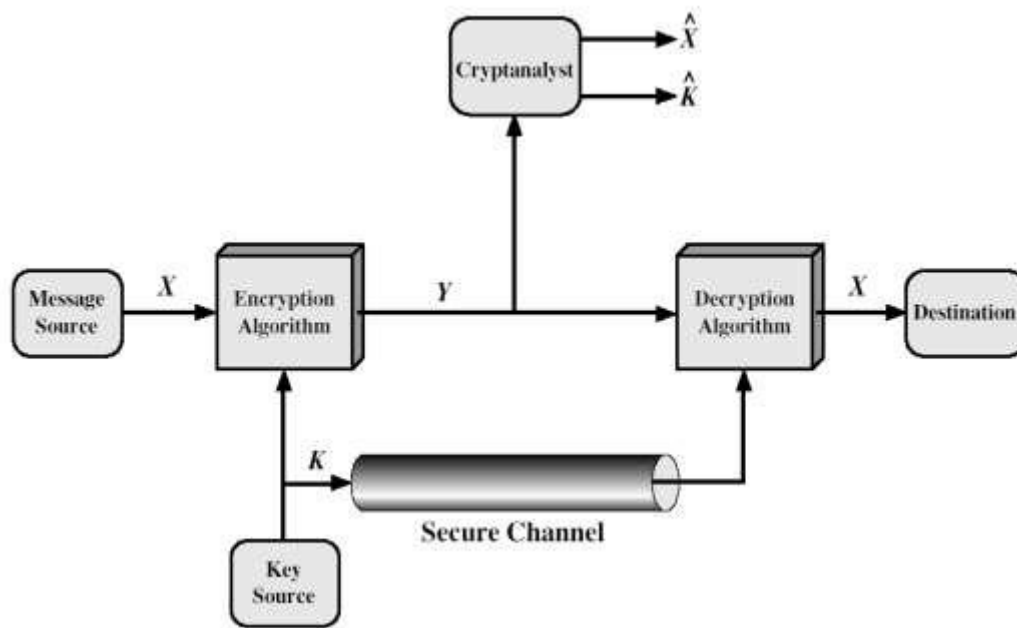 X̂
Cryptanalyst
K̂
Message
Source
X
Encryption
Algorithm
Y
Decryption
Algorithm
X
Destination
K
Secure Channel
Key
Source